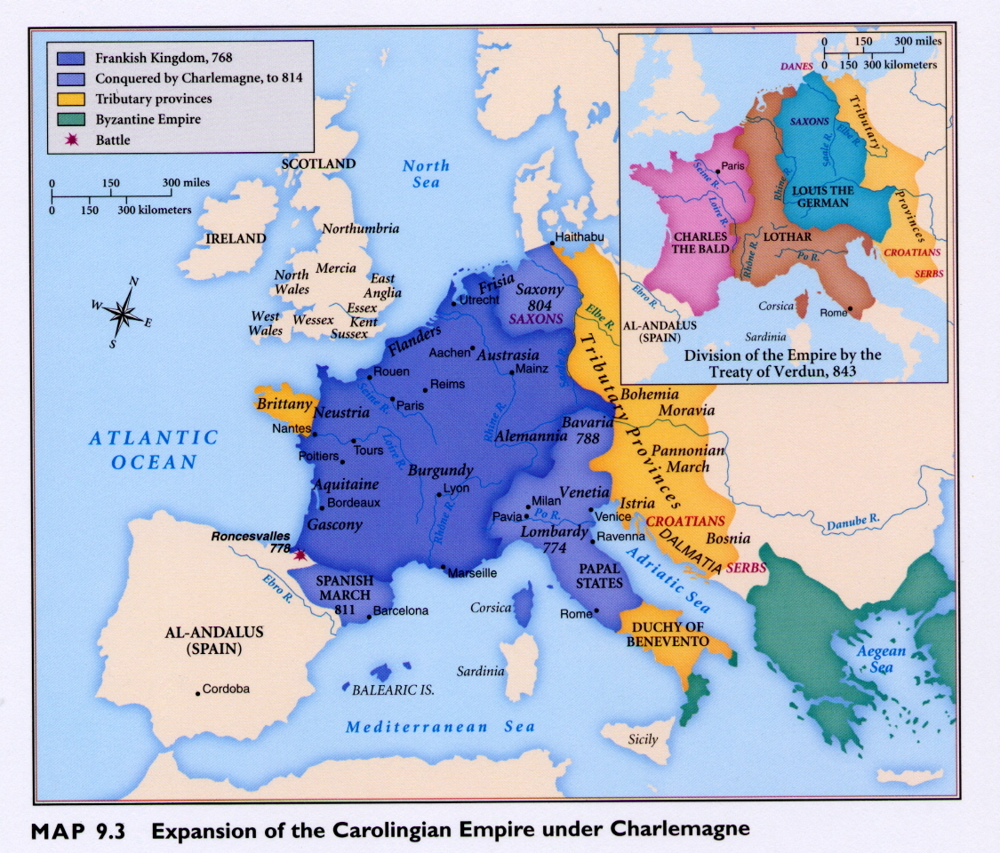 Frankish Kingdom, 768
Conquered by Charlemagne, to 814
Tributary provinces
Byzantine Empire
Battle
0 150 300 miles
0 150 300 kilometers
N
W
E
S
SCOTLAND
IRELAND
Northumbria
Mercia
North
Wales
East
Anglia
Essex
West
Wales
Wessex
Kent
Sussex
North
Sea
Haithabu
Frisia
Saxony
804
SAXONS
Utrecht
Elbe R.
Saale R.
Flanders
Aachen
Austrasia
Mainz
Rouen
Reims
Seine R.
Paris
Brittany
Neustria
Nantes
Rhine R.
Alemannia
Bavaria
788
Bohemia
Moravia
Tributary Provinces
Pannonian
March
ATLANTIC
OCEAN
Tours
Loire R.
Poitiers
Burgundy
Lyon
Aquitaine
Bordeaux
Gascony
Rhône R.
Milan
Pavia
Po R.
Venetia
Venice
Istria
CROATIANS
Lombardy
774
Ravenna
DALMATIA
Bosnia
SERBS
Danube R.
Adriatic Sea
Roncesvalles
778
Ebro R.
Marseille
SPANISH
MARCH
811
Barcelona
PAPAL
STATES
Corsica
Rome
DUCHY OF
BENEVENTO
AL-ANDALUS
(SPAIN)
Cordoba
Sardinia
BALEARIC IS.
Mediterranean Sea
Sicily
Aegean
Sea
0 150 300 miles
0 150 300 kilometers
DANES
SAXONS
Tributary
Elbe R.
Saale R.
Paris
Seine R.
Rhine R.
LOUIS THE
GERMAN
Provinces
Loire R.
CHARLES
THE BALD
LOTHAR
Rhône R.
Po R.
CROATIANS
SERBS
Ebro R.
Corsica
Rome
AL-ANDALUS
(SPAIN)
Sardinia
Division of the Empire by the
Treaty of Verdun, 843
MAP 9.3 Expansion of the Carolingian Empire under Charlemagne